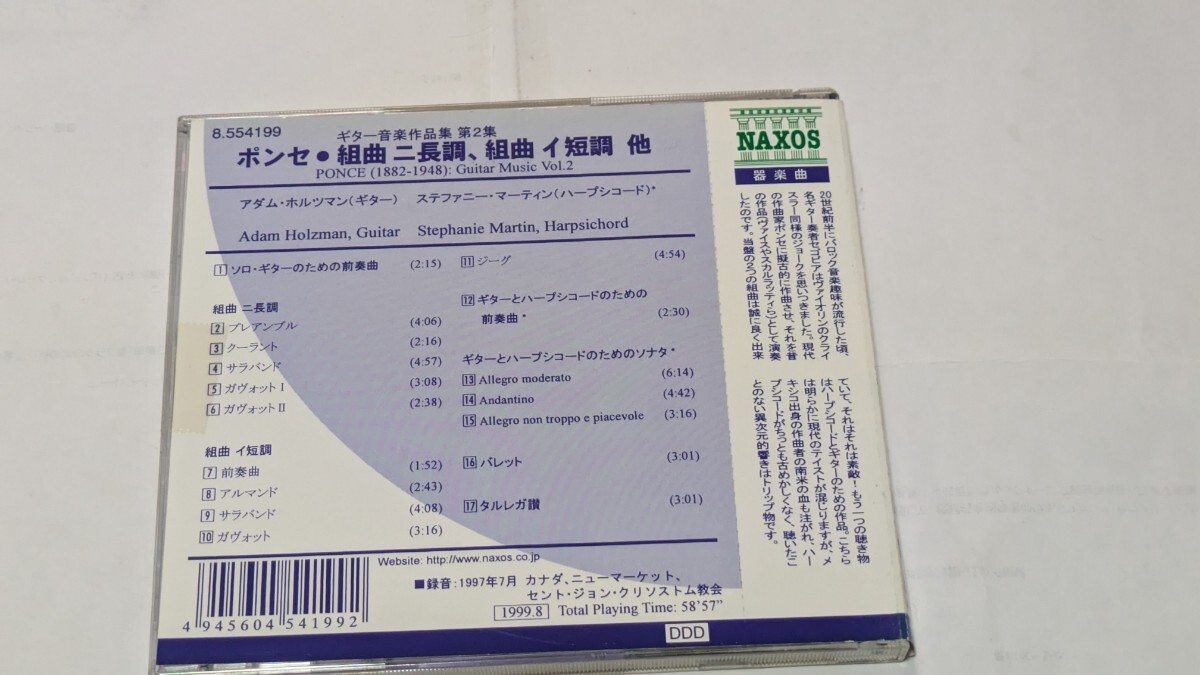 8.554199
ギター音楽作品集 第2集
ポンセ● 組曲 ニ長調、組曲 イ短調 他
PONCE (1882-1948): Guitar Music Vol.2
アダム・ホルツマン(ギター) ステファニー・マーティン(ハープシコード)*
Adam Holzman, Guitar Stephanie Martin, Harpsichord
1 ソロ・ギターのための前奏曲 (2:15)
組曲 ニ長調
2 プレアンブル (4:06)
3 クーラント (2:16)
4 サラバンド (4:57)
5 ガヴォット I (3:08)
6 ガヴォット II (2:38)
組曲 イ短調
7 前奏曲 (1:52)
8 アルマンド (2:43)
9 サラバンド (4:08)
10 ガヴォット (3:16)
11 ジーグ (4:54)
12 ギターとハープシコードのための
前奏曲 * (2:30)
ギターとハープシコードのためのソナタ *
13 Allegro moderato (6:14)
14 Andantino (4:42)
15 Allegro non troppo e piacevole (3:16)
16 バレット (3:01)
17 タルレガ讃 (3:01)
Website: http://www.naxos.co.jp
■録音:1997年7月 カナダ、ニューマーケット、
セント・ジョン・クリソストム教会
1999.8 Total Playing Time: 58'57"
4 945604 541992
DDD
NAXOS
器楽曲
20世紀前半にバロック音楽趣味が流行した頃、
名ギター奏者セゴビアはヴァイオリンのクライ
スラー同様のジョークを思いつきました。現代
の作曲家ポンセに擬古的に作曲させ、それを昔
の作品(ヴァイスやスカルラッティら)として演奏
したのです。当盤の2つの組曲は誠に良く出来
ていて、それはそれは素敵!もう一つの聴き物
はハープシコードとギターのための作品。こちら
は明らかに現代のテイストが混じりますが、メ
キシコ出身の作曲者の南米の血も注がれ、ハー
プシコードがちっとも古めかしくなく、聴いたこ
とのない異次元的響きはトリップ物です。